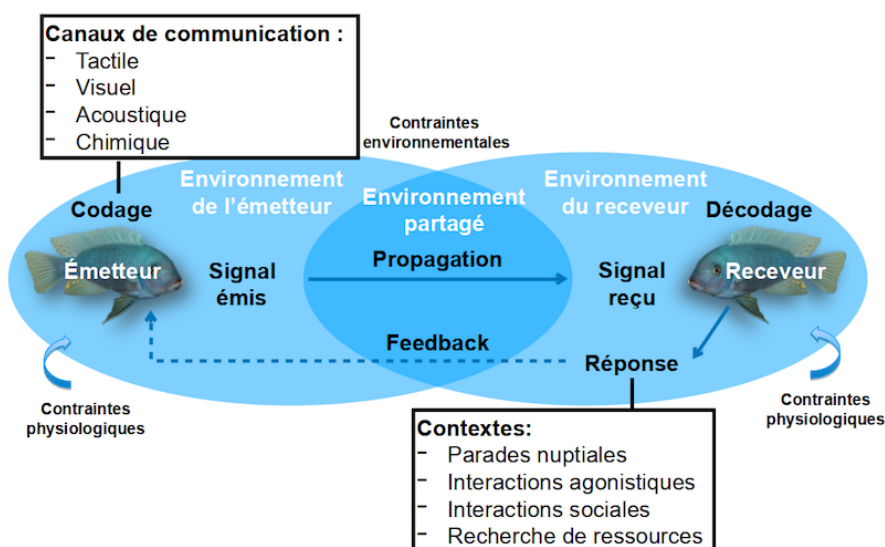 Canaux de communication :
- Tactile
- Visuel
- Acoustique
- Chimique
Contraintes
environnementales
Environnement
de l'émetteur
Environnement
partagé
Environnement
du receveur
Codage
Décodage
Émetteur
Signal
émis
Propagation
Signal
reçu
Receveur
Feedback
Réponse
Contraintes
physiologiques
Contraintes
physiologiques
Contextes:
- Parades nuptiales
- Interactions agonistiques
- Interactions sociales
- Recherche de ressources